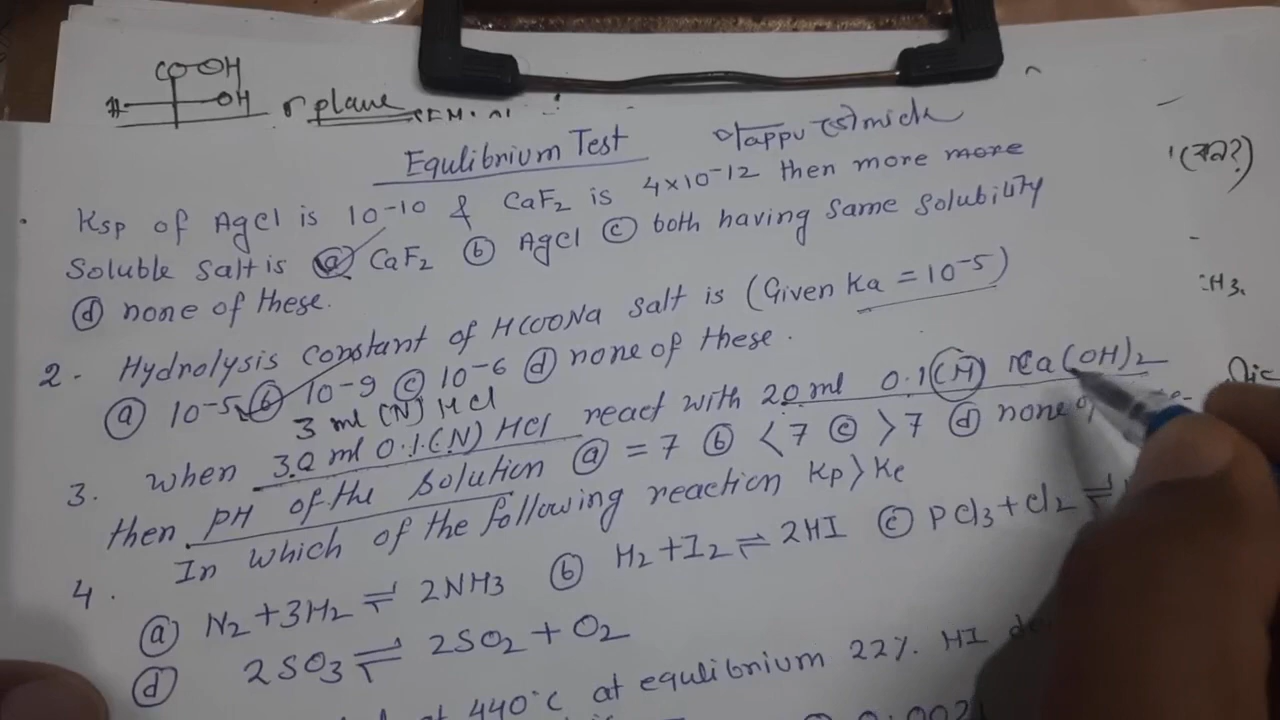 COOH
H OH r plane
Equlibrium Test
Ksp of AgCl is 10-10 & CaF2 is 4×10-12 then more more
Soluble Salt is ⓐ CaF2 ⓑ AgCl ⓒ both having Same Solubility
ⓓ none of these.
2. Hydrolysis constant of HCOONa salt is (Given Ka = 10-5)
ⓐ 10-5 ⓑ 10-9 ⓒ 10-6 ⓓ none of these.
3 ml (N) HCl
3. When 30 ml 0.1(N) HCl react with 20 ml 0.1(M) Ca(OH)2
then PH of the solution ⓐ = 7 ⓑ < 7 ⓒ > 7 ⓓ none of
4. In which of the following reaction Kp > Kc
ⓐ N2 + 3H2 ⇌ 2NH3 ⓑ H2 + I2 ⇌ 2HI ⓒ PCl3 + Cl2 ⇌
ⓓ 2SO3 ⇌ 2SO2 + O2
at 440°C at equlibrium 22% HI